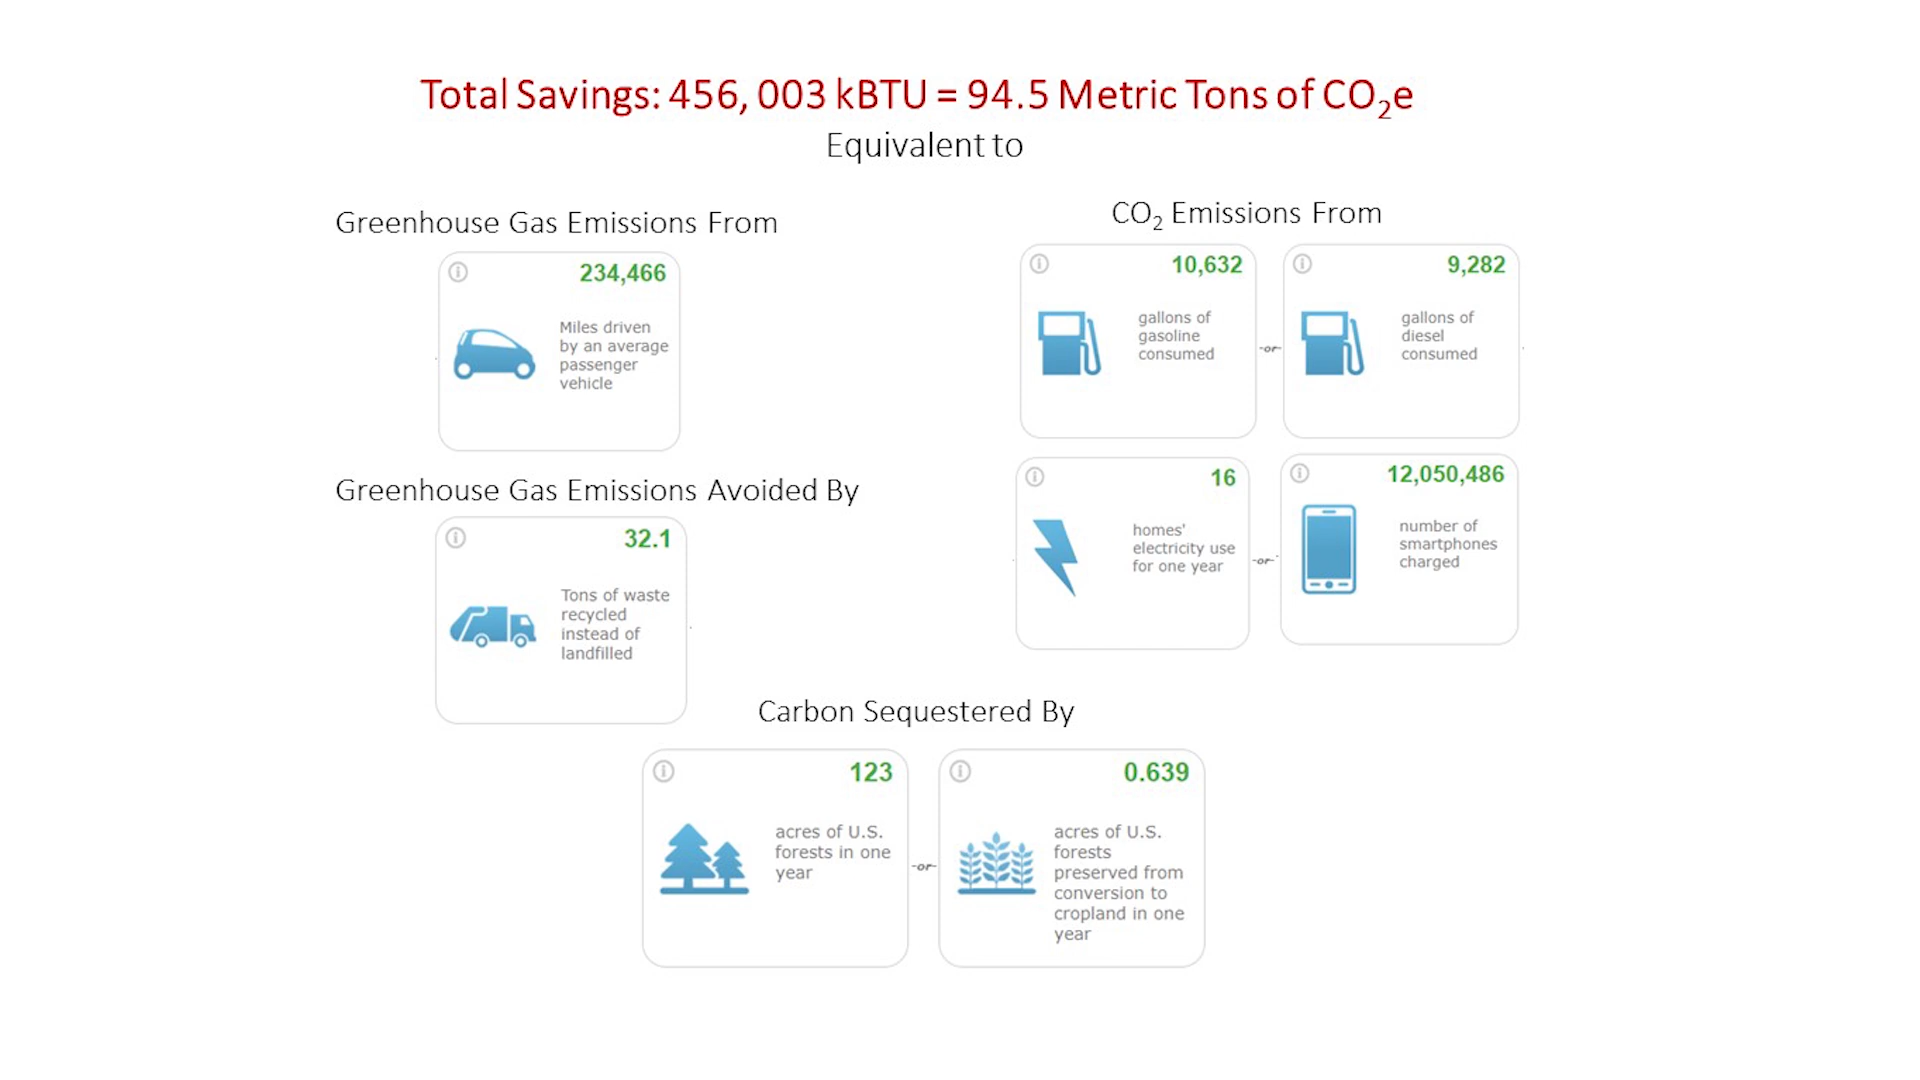 Total Savings: 456, 003 kBTU = 94.5 Metric Tons of CO₂e
Equivalent to
Greenhouse Gas Emissions From
234,466
Miles driven
by an average
passenger
vehicle
Greenhouse Gas Emissions Avoided By
32.1
Tons of waste
recycled
instead of
landfilled
CO₂ Emissions From
10,632
gallons of
gasoline
consumed
-or-
9,282
gallons of
diesel
consumed
16
homes'
electricity use
for one year
-or-
12,050,486
number of
smartphones
charged
Carbon Sequestered By
123
acres of U.S.
forests in one
year
-or-
0.639
acres of U.S.
forests
preserved from
conversion to
cropland in one
year